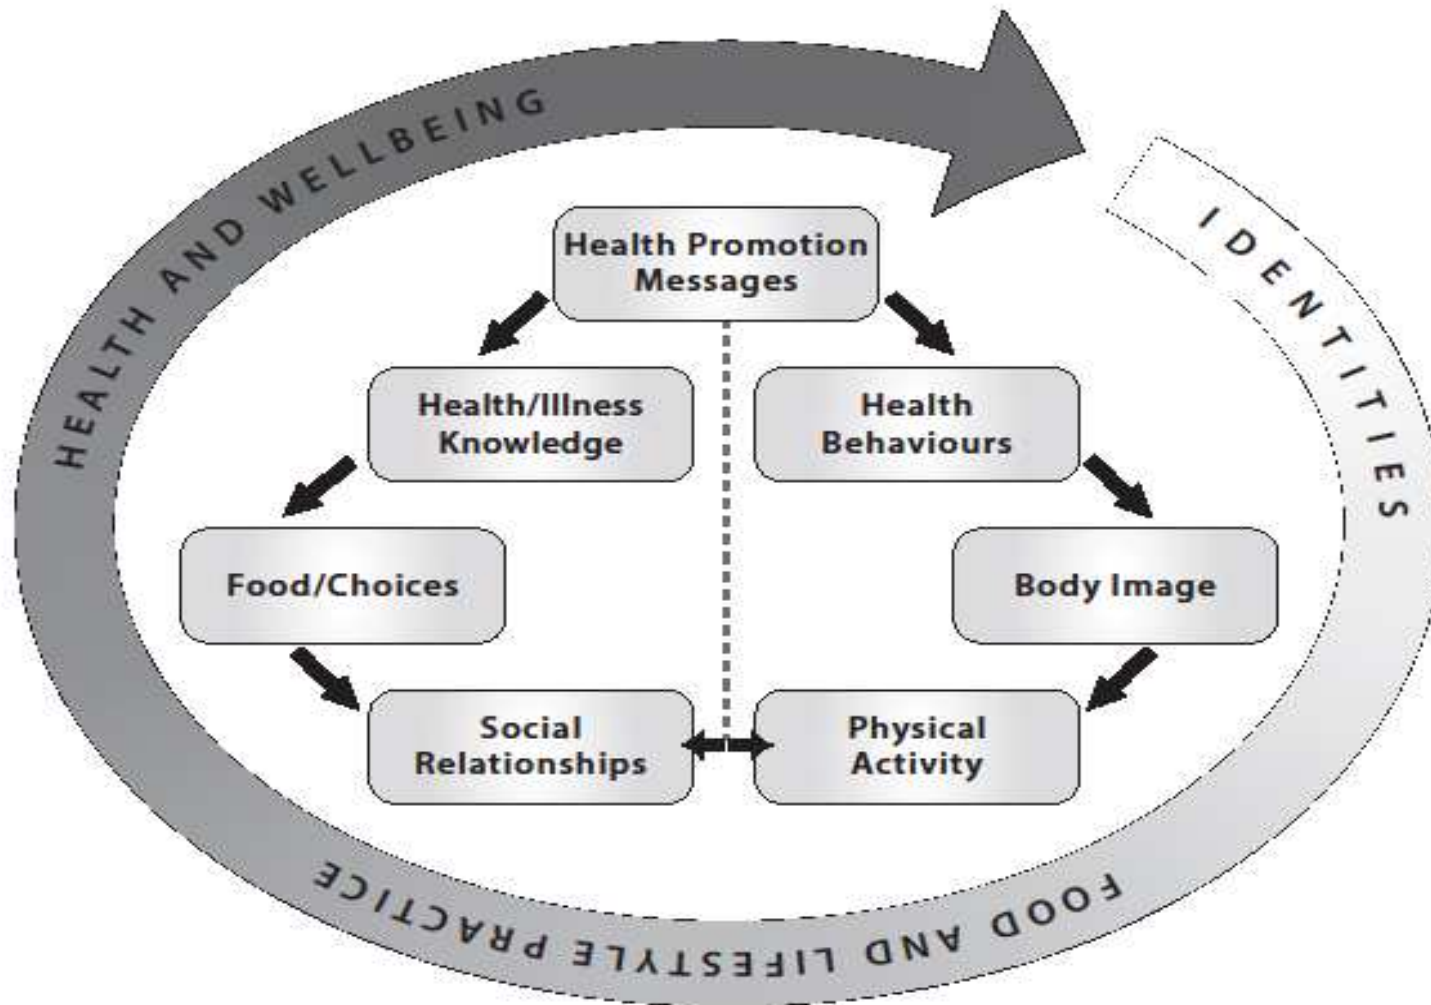 HEALTH AND WELLBEING
IDENTITIES
Health Promotion
Messages
Health/Illness
Knowledge
Health
Behaviours
Food/Choices
Body Image
Social
Relationships
Physical
Activity
FOOD AND LIFESTYLE PRACTICE